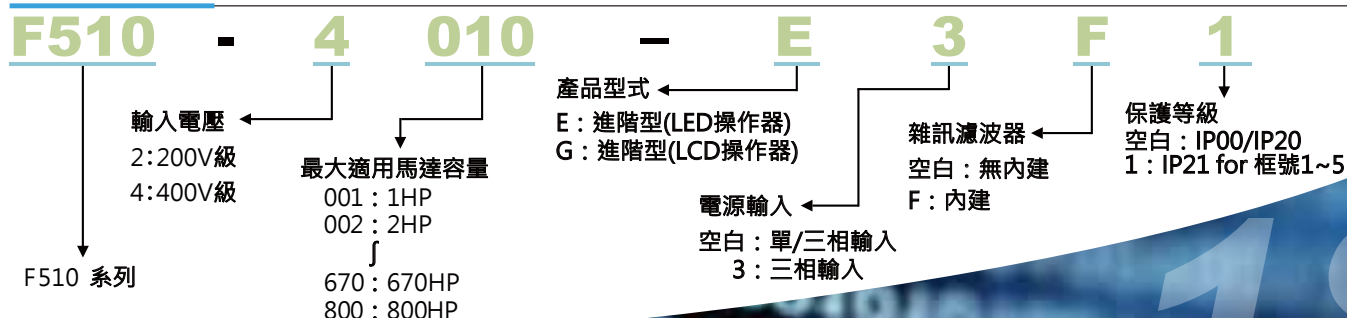 F510 - 4 010 - E 3 F 1
F510 系列
輸入電壓
2:200V級
4:400V級
最大適用馬達容量
001：1HP
002：2HP
∫
670：670HP
800：800HP
產品型式
E：進階型(LED操作器)
G：進階型(LCD操作器)
電源輸入
空白：單/三相輸入
3：三相輸入
雜訊濾波器
空白：無內建
F：內建
保護等級
空白：IP00/IP20
1：IP21 for 框號1~5